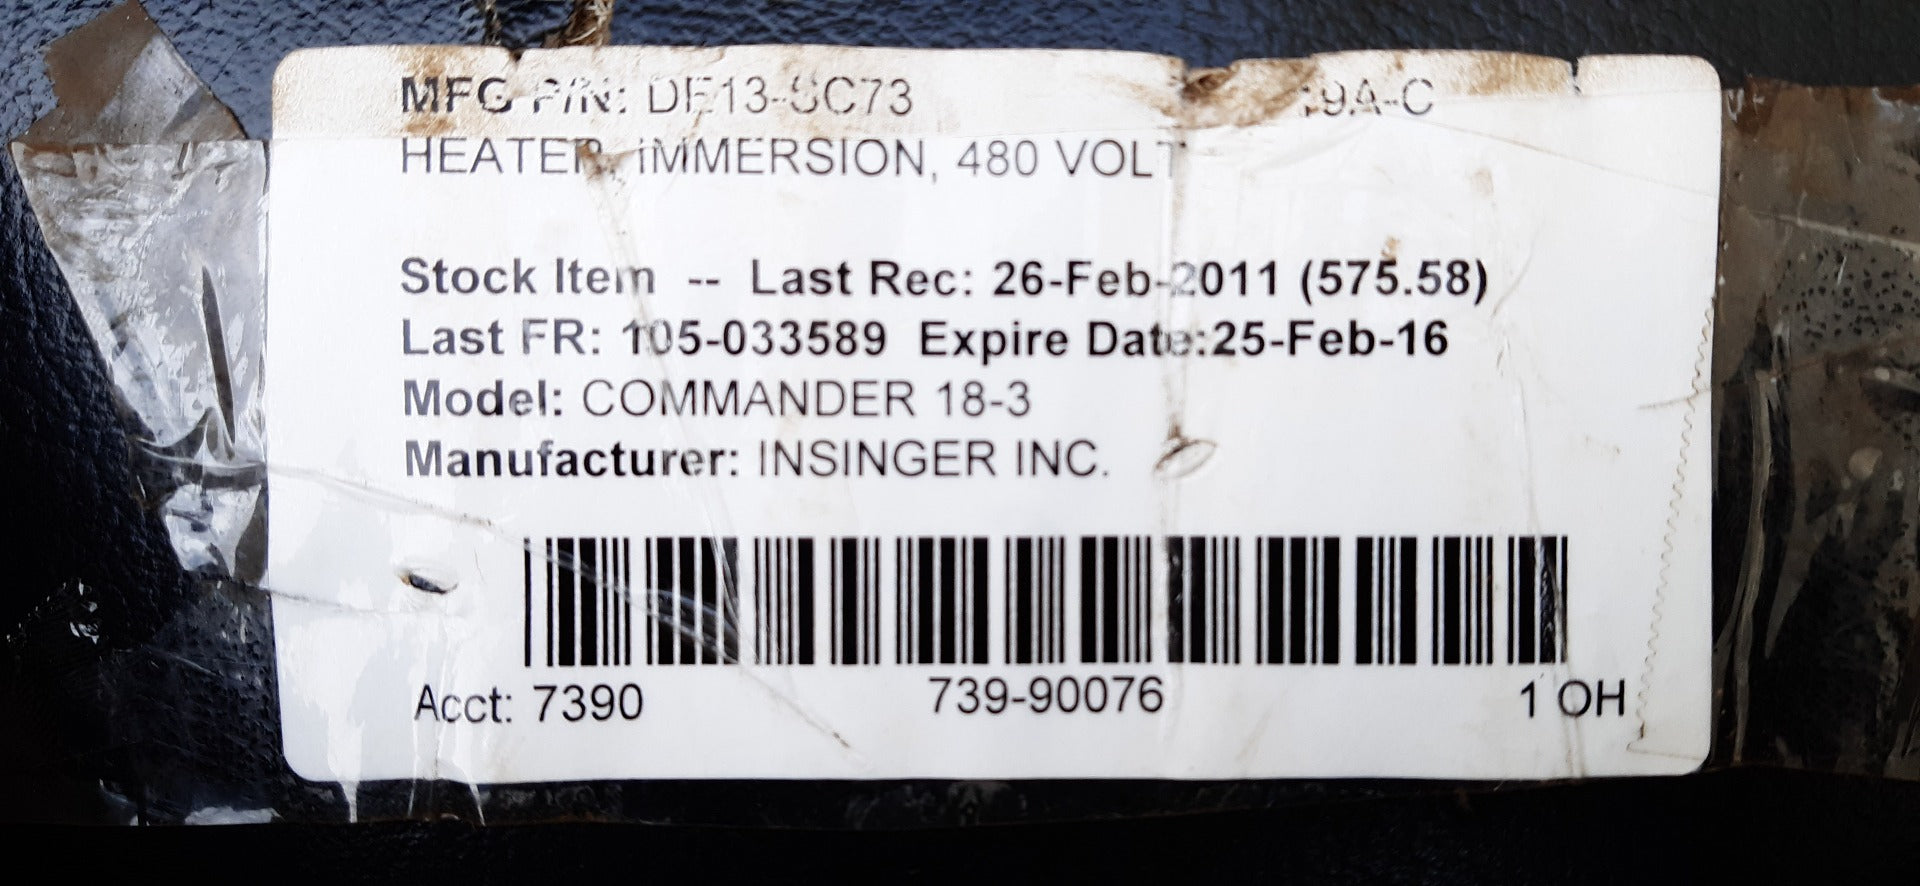 MFG P/N: DE13-SC73 19A-C
HEATER, IMMERSION, 480 VOLT
Stock Item -- Last Rec: 26-Feb-2011 (575.58)
Last FR: 105-033589 Expire Date:25-Feb-16
Model: COMMANDER 18-3
Manufacturer: INSINGER INC.
Acct: 7390 739-90076 1 OH